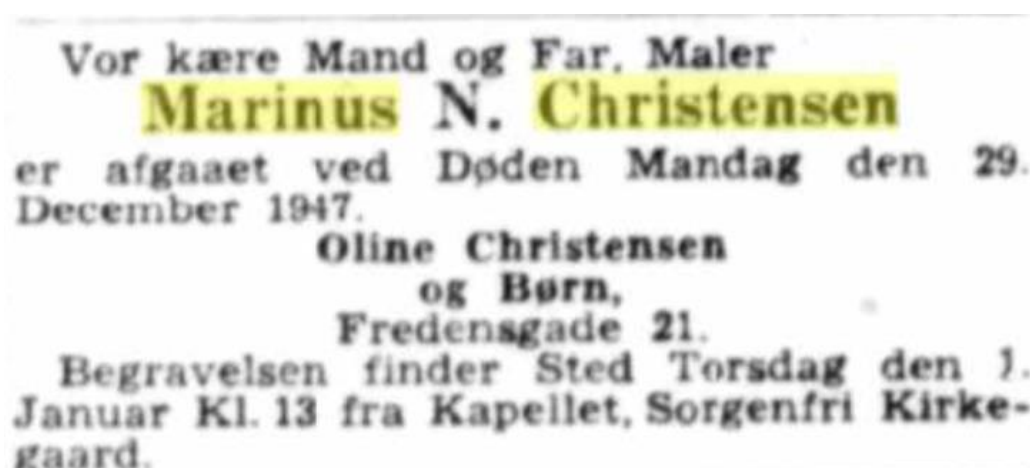 Vor kære Mand og Far, Maler
Marinus N. Christensen
er afgaaet ved Døden Mandag den 29.
December 1947.
Oline Christensen
og Børn,
Fredensgade 21.
Begravelsen finder Sted Torsdag den 1.
Januar Kl. 13 fra Kapellet, Sorgenfri Kirke-
gaard.